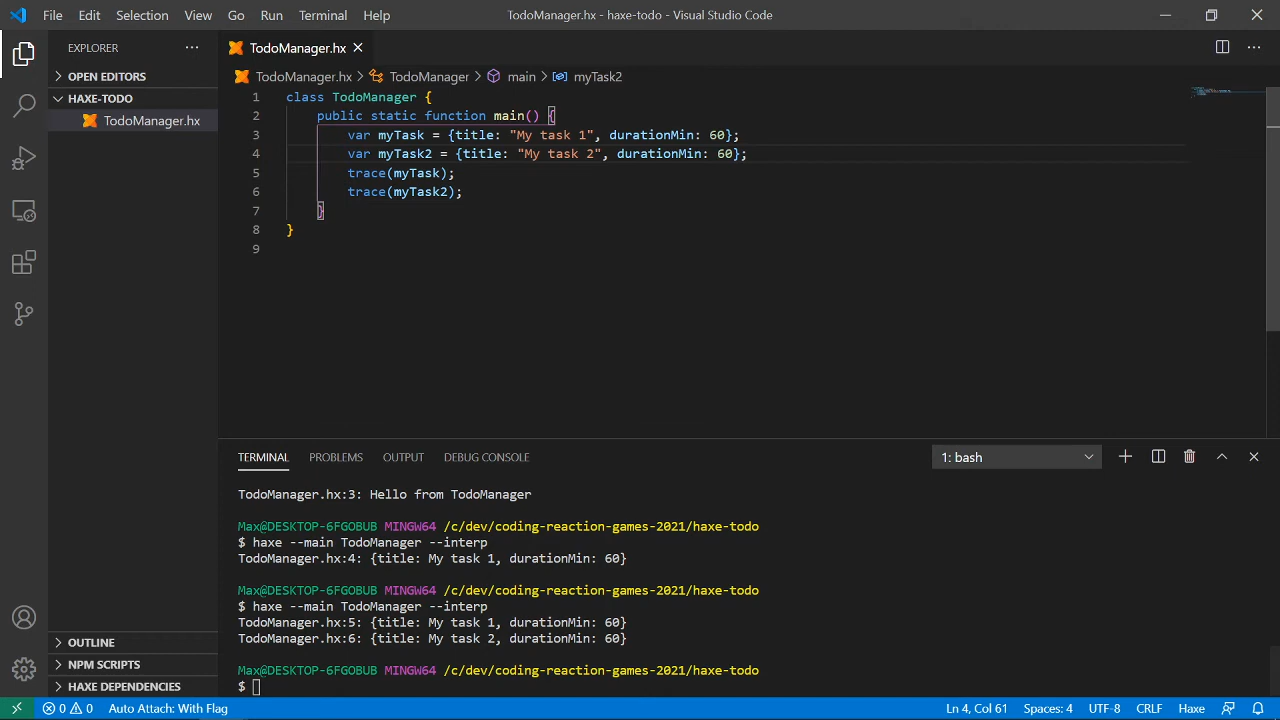 File Edit Selection View Go Run Terminal Help TodoManager.hx - haxe-todo - Visual Studio Code
EXPLORER
TodoManager.hx
OPEN EDITORS
TodoManager.hx > TodoManager > main > myTask2
HAXE-TODO
TodoManager.hx
1 class TodoManager {
2 public static function main() {
3 var myTask = {title: "My task 1", durationMin: 60};
4 var myTask2 = {title: "My task 2", durationMin: 60};
5 trace(myTask);
6 trace(myTask2);
7 }
8 }
9
TERMINAL PROBLEMS OUTPUT DEBUG CONSOLE 1: bash
TodoManager.hx:3: Hello from TodoManager
Max@DESKTOP-6FGOBUB MINGW64 /c/dev/coding-reaction-games-2021/haxe-todo
$ haxe --main TodoManager --interp
TodoManager.hx:4: {title: My task 1, durationMin: 60}
Max@DESKTOP-6FGOBUB MINGW64 /c/dev/coding-reaction-games-2021/haxe-todo
$ haxe --main TodoManager --interp
TodoManager.hx:5: {title: My task 1, durationMin: 60}
TodoManager.hx:6: {title: My task 2, durationMin: 60}
Max@DESKTOP-6FGOBUB MINGW64 /c/dev/coding-reaction-games-2021/haxe-todo
$
OUTLINE
NPM SCRIPTS
HAXE DEPENDENCIES
0 0 Auto Attach: With Flag Ln 4, Col 61 Spaces: 4 UTF-8 CRLF Haxe